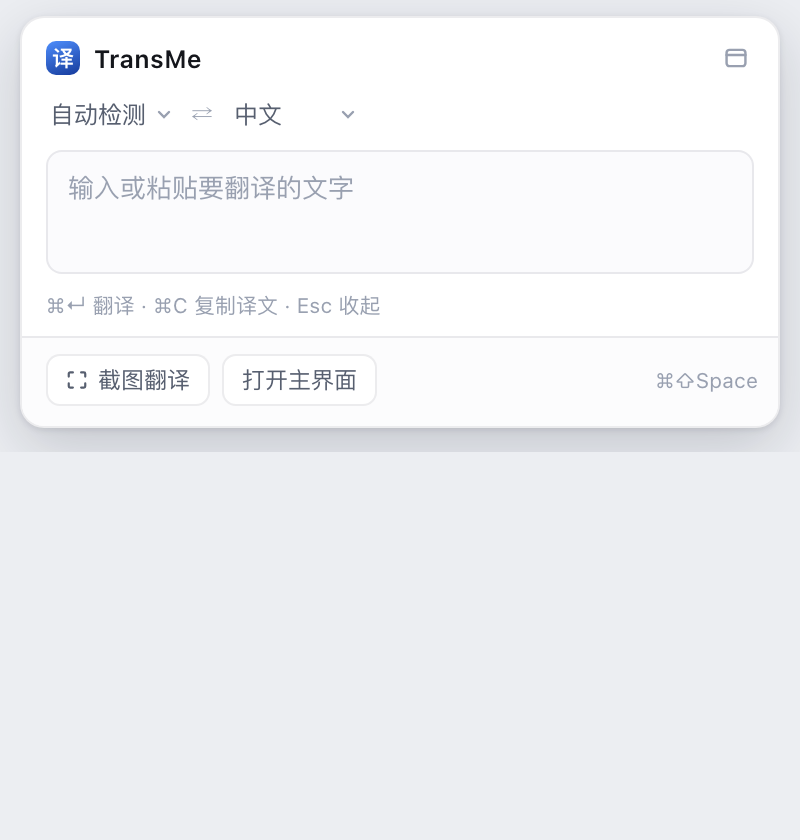 译 TransMe
自动检测 ⇄ 中文
输入或粘贴要翻译的文字
⌘↵ 翻译 · ⌘C 复制译文 · Esc 收起
截图翻译 打开主界面 ⌘⇧Space